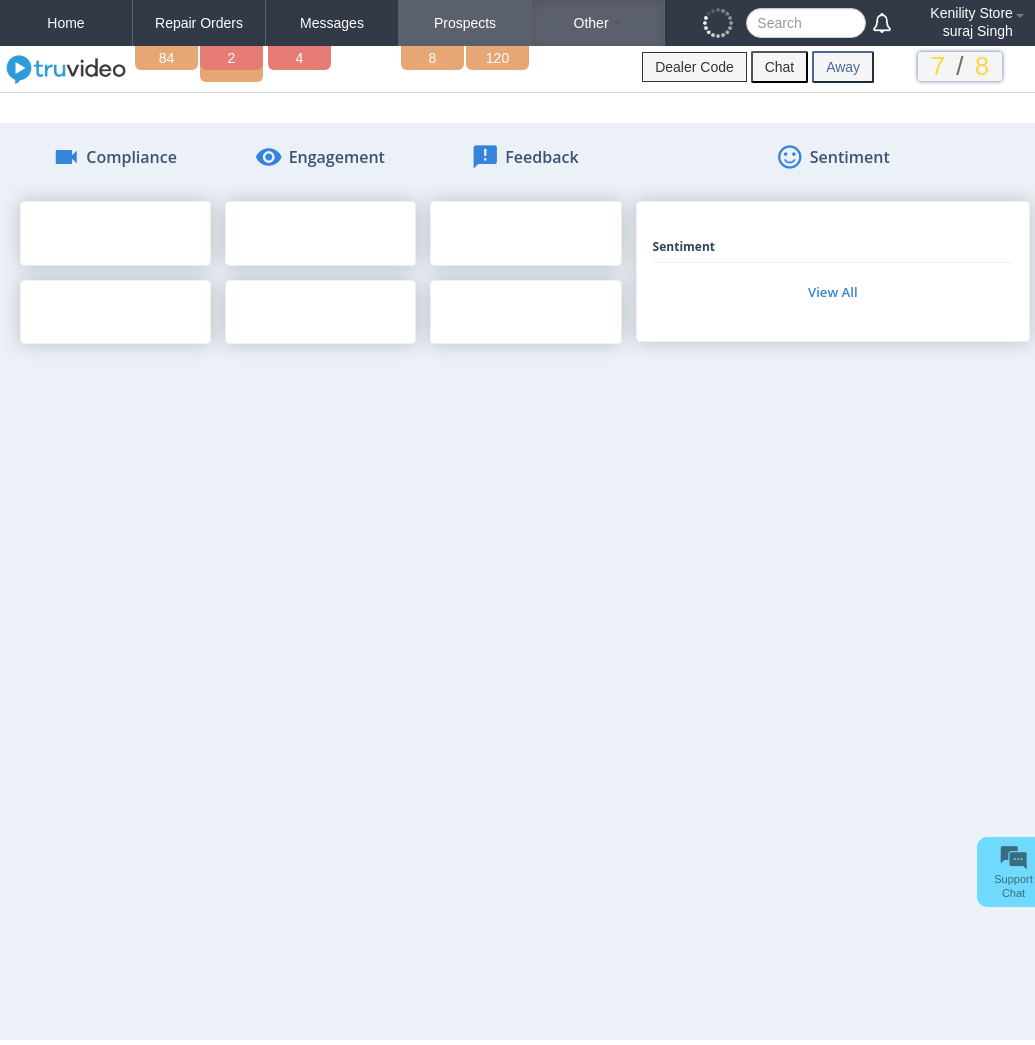 Home
Repair Orders
Messages
Prospects
Other
Search
Kenility Store
suraj Singh
truvideo
84
2
4
8
120
Dealer Code
Chat
Away
7 / 8
Compliance
Engagement
Feedback
Sentiment
Sentiment
View All
Support
Chat